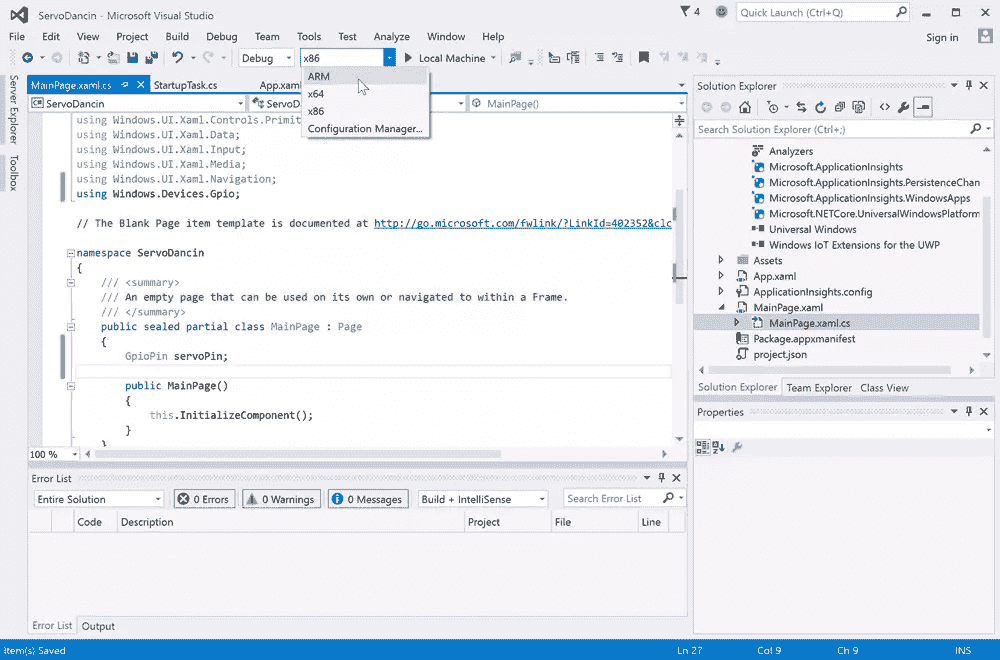 ServoDancin - Microsoft Visual Studio
4
Quick Launch (Ctrl+Q)
File Edit View Project Build Debug Team Tools Test Analyze Window Help
Sign in
Debug x86 Local Machine
ARM
x64
x86
Configuration Manager...
Server Explorer
Toolbox
MainPage.xaml.cs StartupTask.cs App.xam
ServoDancin ServoD MainPage()
using Windows.UI.Xaml.Controls.Primit
using Windows.UI.Xaml.Data;
using Windows.UI.Xaml.Input;
using Windows.UI.Xaml.Media;
using Windows.UI.Xaml.Navigation;
using Windows.Devices.Gpio;
// The Blank Page item template is documented at http://go.microsoft.com/fwlink/?LinkId=402352&clc
namespace ServoDancin
{
/// <summary>
/// An empty page that can be used on its own or navigated to within a Frame.
/// </summary>
public sealed partial class MainPage : Page
{
GpioPin servoPin;
public MainPage()
{
this.InitializeComponent();
}
}
100 %
Solution Explorer
Search Solution Explorer (Ctrl+;)
Analyzers
Microsoft.ApplicationInsights
Microsoft.ApplicationInsights.PersistenceChan
Microsoft.ApplicationInsights.WindowsApps
Microsoft.NETCore.UniversalWindowsPlatform
Universal Windows
Windows IoT Extensions for the UWP
Assets
App.xaml
ApplicationInsights.config
MainPage.xaml
MainPage.xaml.cs
Package.appxmanifest
project.json
Solution Explorer Team Explorer Class View
Properties
Error List
Entire Solution 0 Errors 0 Warnings 0 Messages Build + IntelliSense Search Error List
Code Description Project File Line
Error List Output
Item(s) Saved Ln 27 Col 9 Ch 9 INS